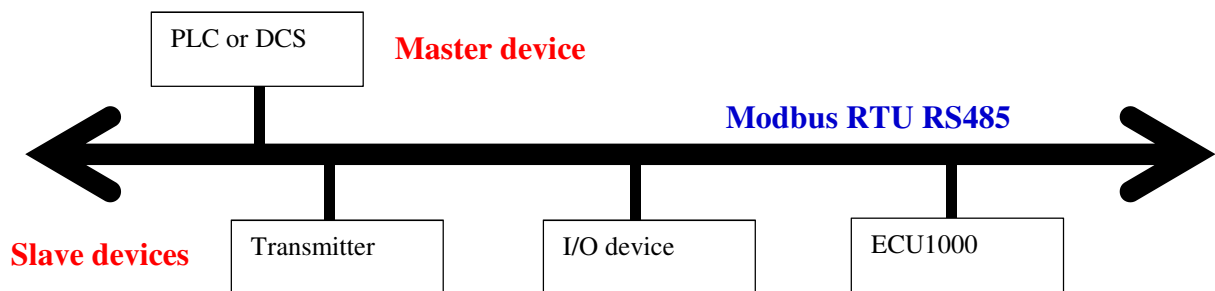 PLC or DCS
Master device
Modbus RTU RS485
Slave devices
Transmitter
I/O device
ECU1000